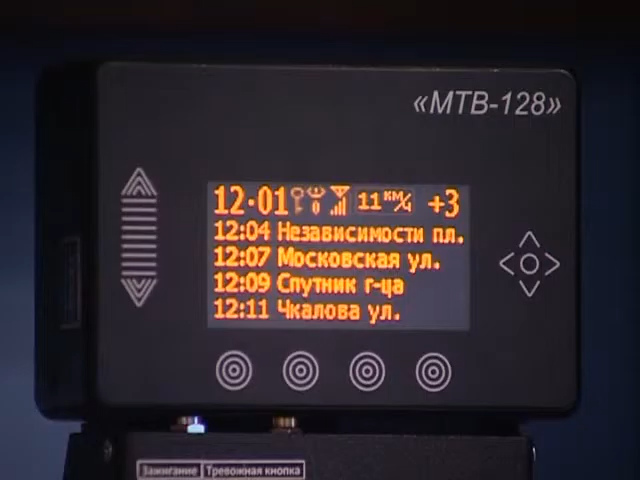 «МТВ-128»
12·01 11 км/ч +3
12:04 Независимости пл.
12:07 Московская ул.
12:09 Спутник г-ца
12:11 Чкалова ул.
Зажигание Тревожная кнопка